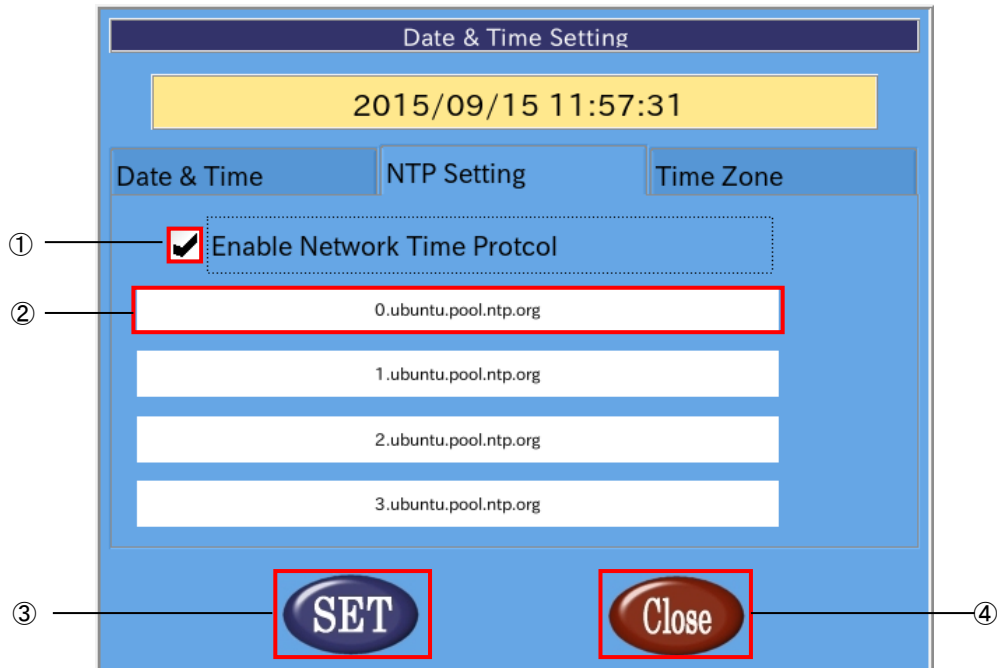 Date & Time Setting
2015/09/15 11:57:31
Date & Time NTP Setting Time Zone
① Enable Network Time Protcol
② 0.ubuntu.pool.ntp.org
1.ubuntu.pool.ntp.org
2.ubuntu.pool.ntp.org
3.ubuntu.pool.ntp.org
③ SET Close ④